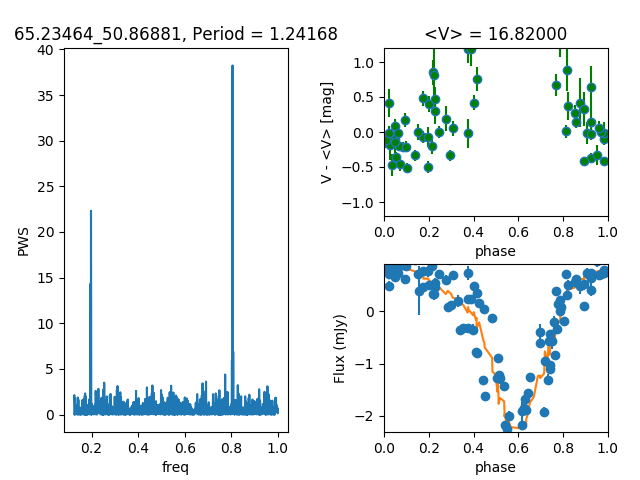 65.23464_50.86881, Period = 1.24168
40
35
30
25
20
15
10
5
0
PWS
0.2 0.4 0.6 0.8 1.0
freq
<V> = 16.82000
1.0
0.5
0.0
−0.5
−1.0
V - <V> [mag]
0.0 0.2 0.4 0.6 0.8 1.0
phase
0
−1
−2
Flux (mJy)
0.0 0.2 0.4 0.6 0.8 1.0
phase